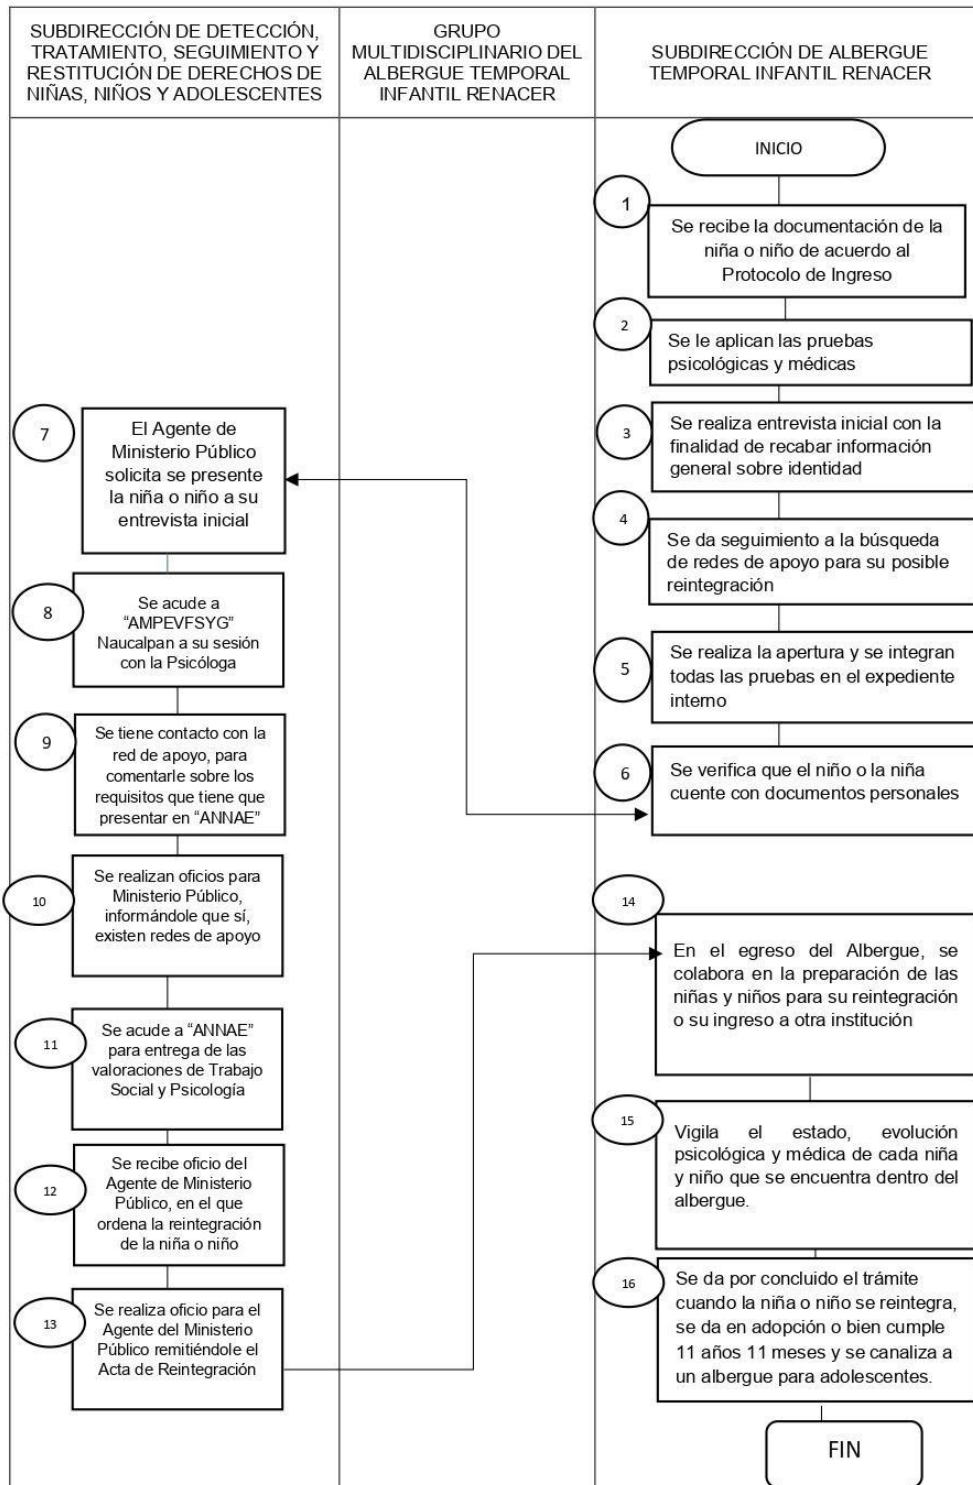 SUBDIRECCIÓN DE DETECCIÓN,
TRATAMIENTO, SEGUIMIENTO Y
RESTITUCIÓN DE DERECHOS DE
NIÑAS, NIÑOS Y ADOLESCENTES
GRUPO
MULTIDISCIPLINARIO DEL
ALBERGUE TEMPORAL
INFANTIL RENACER
SUBDIRECCIÓN DE ALBERGUE
TEMPORAL INFANTIL RENACER
INICIO
1
Se recibe la documentación de la
niña o niño de acuerdo al
Protocolo de Ingreso
2
Se le aplican las pruebas
psicológicas y médicas
3
Se realiza entrevista inicial con la
finalidad de recabar información
general sobre identidad
4
Se da seguimiento a la búsqueda
de redes de apoyo para su posible
reintegración
5
Se realiza la apertura y se integran
todas las pruebas en el expediente
interno
6
Se verifica que el niño o la niña
cuente con documentos personales
7
El Agente de
Ministerio Público
solicita se presente
la niña o niño a su
entrevista inicial
8
Se acude a
“AMPEVFSYG”
Naucalpan a su sesión
con la Psicóloga
9
Se tiene contacto con la
red de apoyo, para
comentarle sobre los
requisitos que tiene que
presentar en “ANNAE”
10
Se realizan oficios para
Ministerio Público,
informándole que sí,
existen redes de apoyo
11
Se acude a “ANNAE”
para entrega de las
valoraciones de Trabajo
Social y Psicología
12
Se recibe oficio del
Agente de Ministerio
Público, en el que
ordena la reintegración
de la niña o niño
13
Se realiza oficio para el
Agente del Ministerio
Público remitiéndole el
Acta de Reintegración
14
En el egreso del Albergue, se
colabora en la preparación de las
niñas y niños para su reintegración
o su ingreso a otra institución
15
Vigila el estado, evolución
psicológica y médica de cada niña
y niño que se encuentra dentro del
albergue.
16
Se da por concluido el trámite
cuando la niña o niño se reintegra,
se da en adopción o bien cumple
11 años 11 meses y se canaliza a
un albergue para adolescentes.
FIN